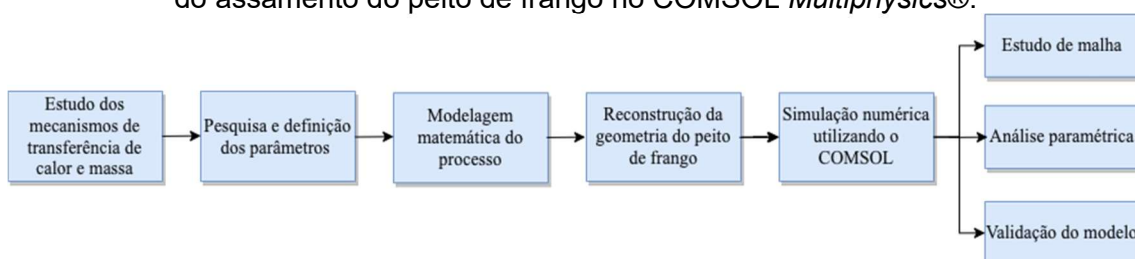 do assamento do peito de frango no COMSOL Multiphysics®.
Estudo dos
mecanismos de
transferência de
calor e massa
Pesquisa e definição
dos parâmetros
Modelagem
matemática do
processo
Reconstrução da
geometria do peito
de frango
Simulação numérica
utilizando o
COMSOL
Estudo de malha
Análise paramétrica
Validação do modelo